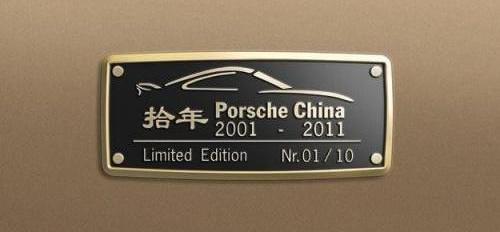 拾年 Porsche China
2001 - 2011
Limited Edition Nr.01/10